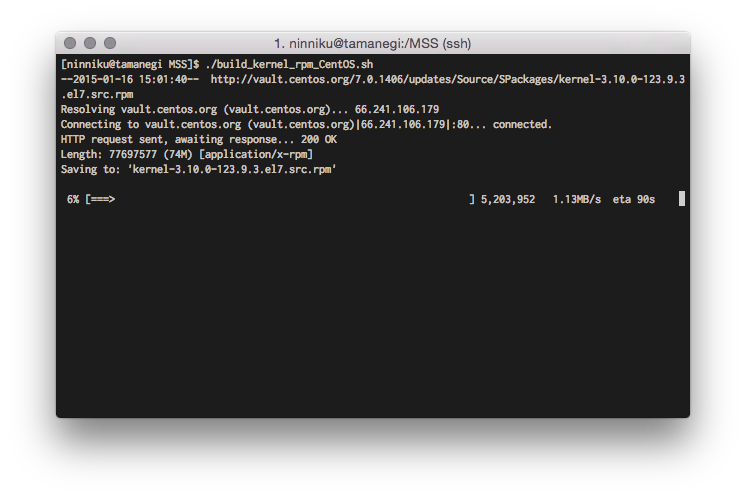 1. ninniku@tamanegi:/MSS (ssh)
[ninniku@tamanegi MSS]$ ./build_kernel_rpm_CentOS.sh
--2015-01-16 15:01:40--  http://vault.centos.org/7.0.1406/updates/Source/SPackages/kernel-3.10.0-123.9.3
.el7.src.rpm
Resolving vault.centos.org (vault.centos.org)... 66.241.106.179
Connecting to vault.centos.org (vault.centos.org)|66.241.106.179|:80... connected.
HTTP request sent, awaiting response... 200 OK
Length: 77697577 (74M) [application/x-rpm]
Saving to: 'kernel-3.10.0-123.9.3.el7.src.rpm'
6% [===>                                                           ] 5,203,952   1.13MB/s  eta 90s